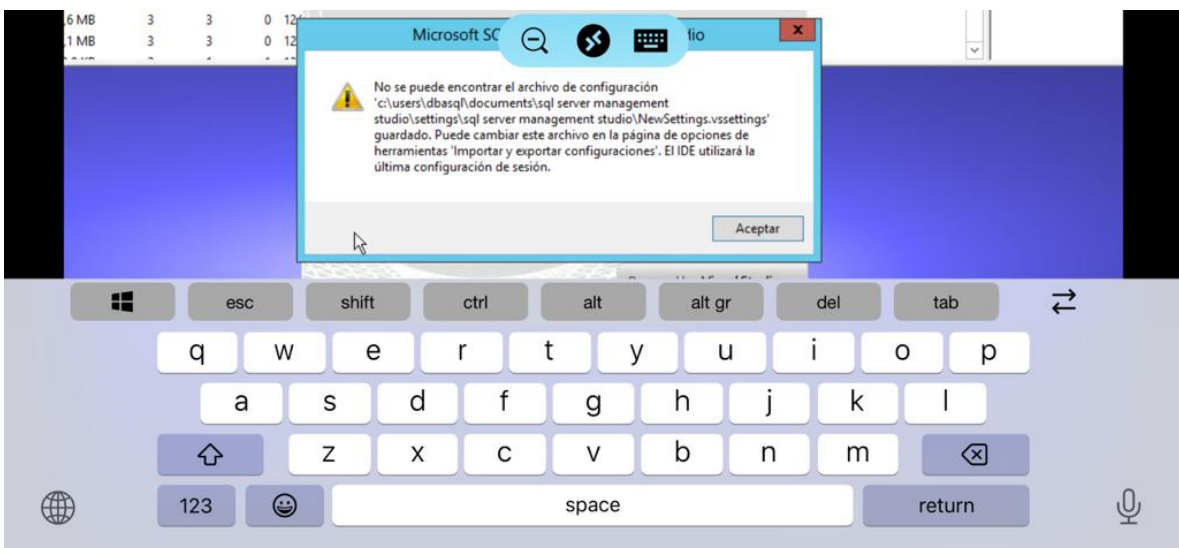 ,6 MB 3 3 0 12
,1 MB 3 3 0 12
Microsoft SQ
dio
x
No se puede encontrar el archivo de configuración
'c:\users\dbasql\documents\sql server management
studio\settings\sql server management studio\NewSettings.vssettings'
guardado. Puede cambiar este archivo en la página de opciones de
herramientas 'Importar y exportar configuraciones'. El IDE utilizará la
última configuración de sesión.
Aceptar
esc shift ctrl alt alt gr del tab
q w e r t y u i o p
a s d f g h j k l
z x c v b n m
123 space return